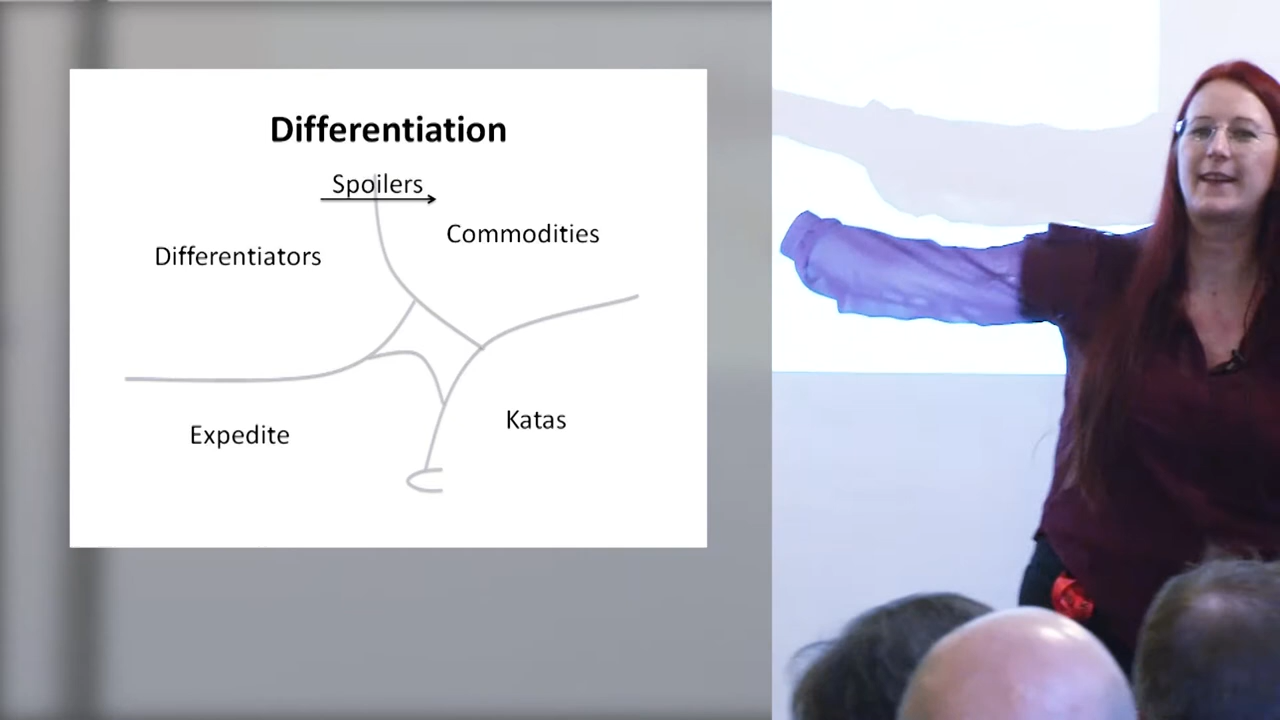 Differentiation
Spoilers
Commodities
Differentiators
Katas
Expedite